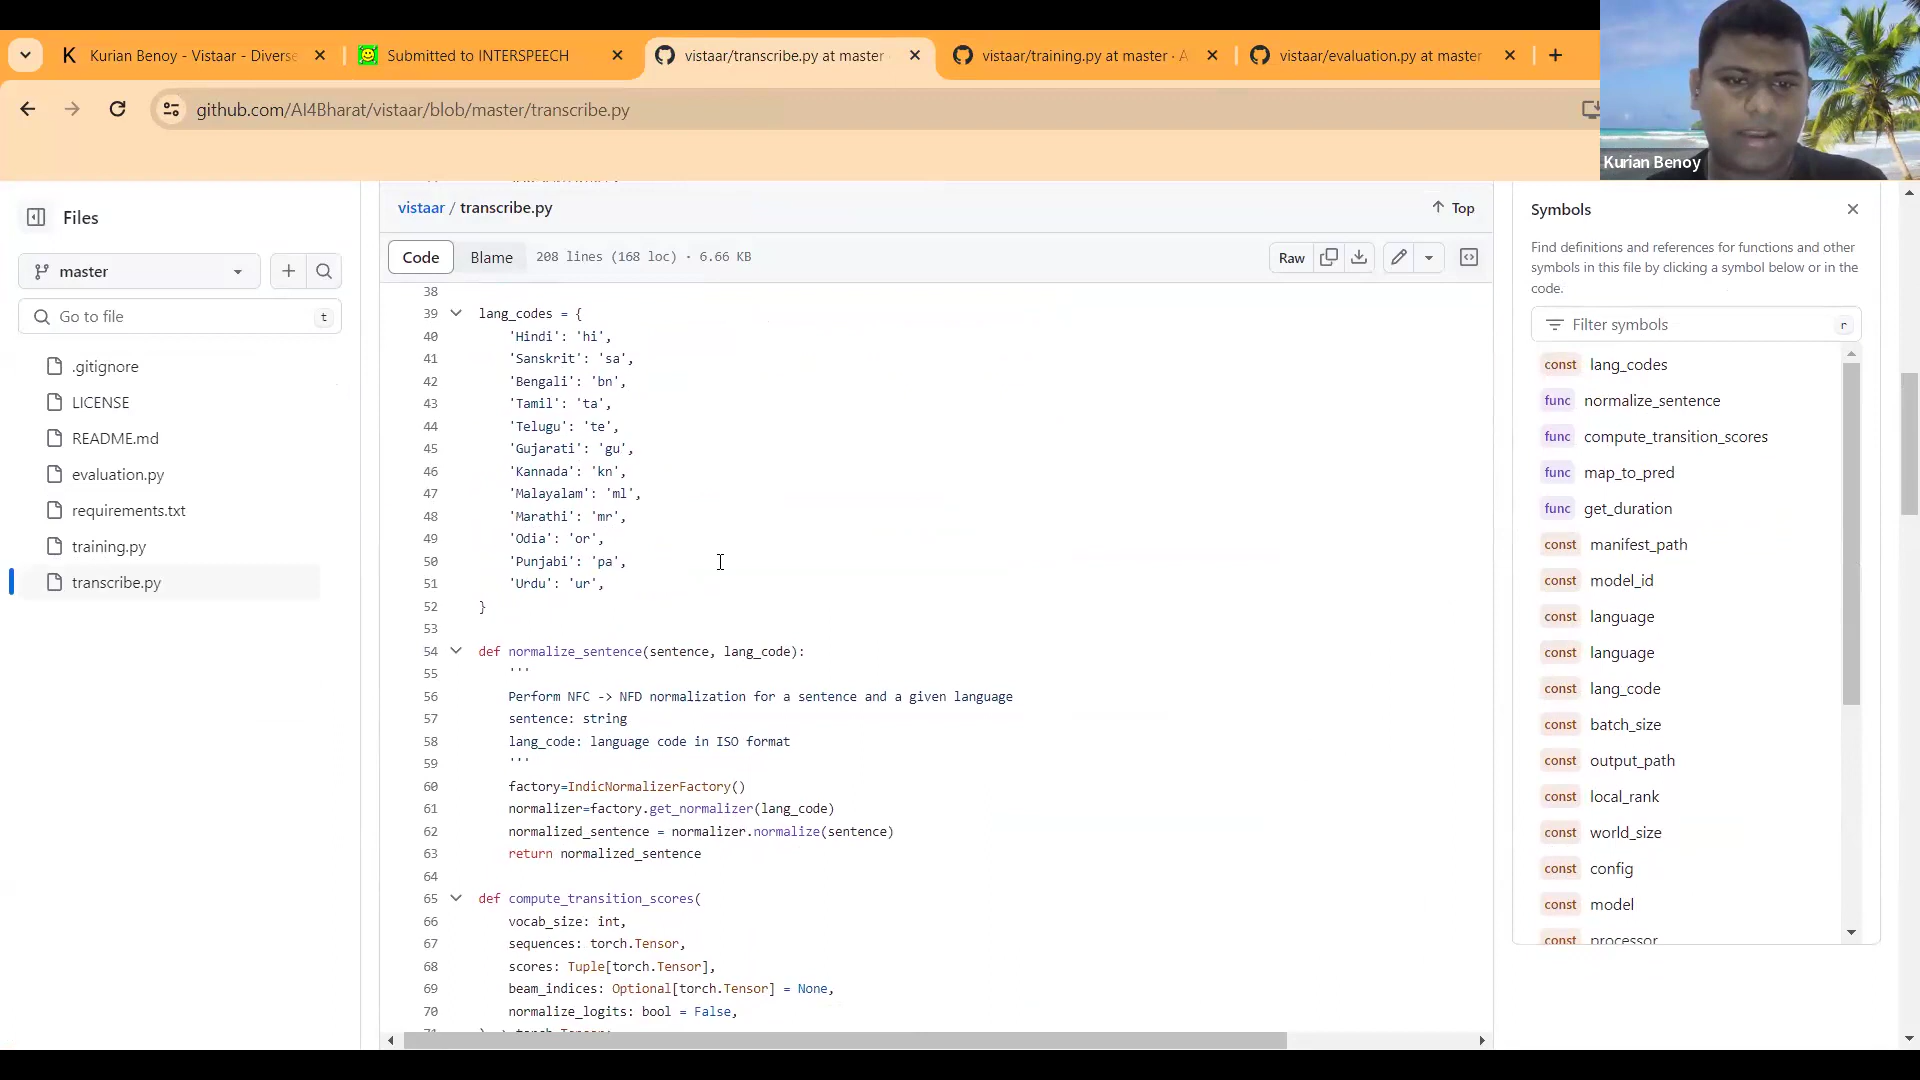 Kurian Benoy - Vistaar - Diverse
Submitted to INTERSPEECH
vistaar/transcribe.py at master
vistaar/training.py at master · A
vistaar/evaluation.py at master
github.com/AI4Bharat/vistaar/blob/master/transcribe.py
Kurian Benoy
Files
master
Go to file
t
.gitignore
LICENSE
README.md
evaluation.py
requirements.txt
training.py
transcribe.py
vistaar / transcribe.py
Top
Code
Blame
208 lines (168 loc) · 6.66 KB
Raw
38
39 lang_codes = {
40 'Hindi': 'hi',
41 'Sanskrit': 'sa',
42 'Bengali': 'bn',
43 'Tamil': 'ta',
44 'Telugu': 'te',
45 'Gujarati': 'gu',
46 'Kannada': 'kn',
47 'Malayalam': 'ml',
48 'Marathi': 'mr',
49 'Odia': 'or',
50 'Punjabi': 'pa',
51 'Urdu': 'ur',
52 }
53
54 def normalize_sentence(sentence, lang_code):
55 '''
56 Perform NFC -> NFD normalization for a sentence and a given language
57 sentence: string
58 lang_code: language code in ISO format
59 '''
60 factory=IndicNormalizerFactory()
61 normalizer=factory.get_normalizer(lang_code)
62 normalized_sentence = normalizer.normalize(sentence)
63 return normalized_sentence
64
65 def compute_transition_scores(
66 vocab_size: int,
67 sequences: torch.Tensor,
68 scores: Tuple[torch.Tensor],
69 beam_indices: Optional[torch.Tensor] = None,
70 normalize_logits: bool = False,
Symbols
Find definitions and references for functions and other
symbols in this file by clicking a symbol below or in the
code.
Filter symbols
r
const lang_codes
func normalize_sentence
func compute_transition_scores
func map_to_pred
func get_duration
const manifest_path
const model_id
const language
const language
const lang_code
const batch_size
const output_path
const local_rank
const world_size
const config
const model
const processor